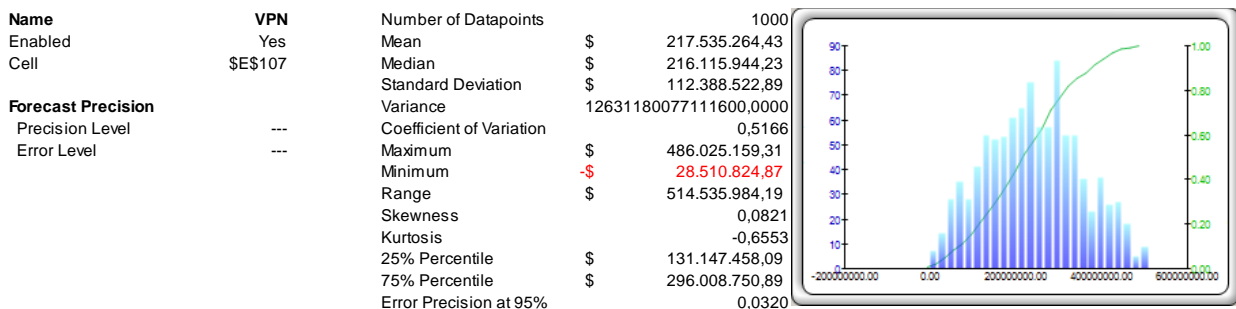 Name VPN
Enabled Yes
Cell $E$107
Forecast Precision
Precision Level ---
Error Level ---
Number of Datapoints 1000
Mean $ 217.535.264,43
Median $ 216.115.944,23
Standard Deviation $ 112.388.522,89
Variance 12631180077111600,0000
Coefficient of Variation 0,5166
Maximum $ 486.025.159,31
Minimum -$ 28.510.824,87
Range $ 514.535.984,19
Skewness 0,0821
Kurtosis -0,6553
25% Percentile $ 131.147.458,09
75% Percentile $ 296.008.750,89
Error Precision at 95% 0,0320
90 1.00
80
70 0.80
60
50 0.60
40 0.40
30
20 0.20
10
0 0.00
-200000000.00 0.00 200000000.00 400000000.00 600000000.00